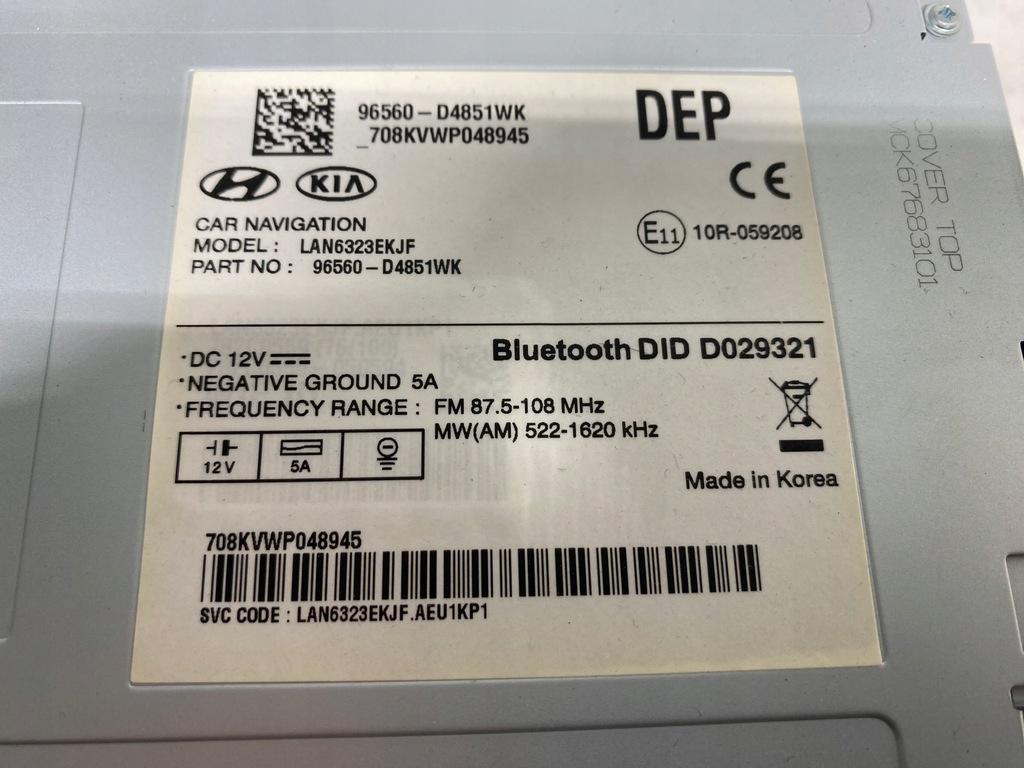 96560-D4851WK
_708KVWP048945
DEP
KIA
CE
CAR NAVIGATION
MODEL : LAN6323EKJF
PART NO : 96560-D4851WK
E11 10R-059208
COVER TOP
MCK67683101
Bluetooth DID D029321
·DC 12V
·NEGATIVE GROUND 5A
·FREQUENCY RANGE : FM 87.5-108 MHz
MW(AM) 522-1620 kHz
12V
5A
Made in Korea
708KVWP048945
SVC CODE : LAN6323EKJF.AEU1KP1